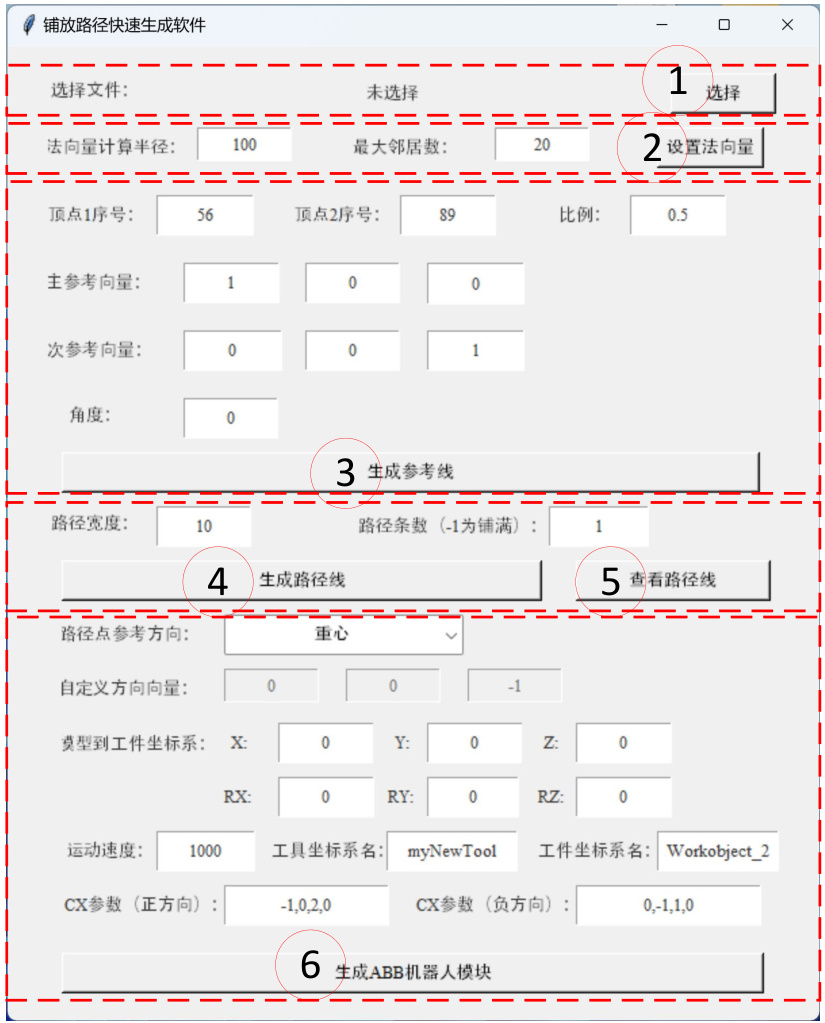 铺放路径快速生成软件
选择文件: 未选择 1 选择
法向量计算半径: 100 最大邻居数: 20 2 设置法向量
顶点1序号: 56 顶点2序号: 89 比例: 0.5
主参考向量: 1 0 0
次参考向量: 0 0 1
角度: 0
3 生成参考线
路径宽度: 10 路径条数（-1为铺满）: 1
4 生成路径线 5 查看路径线
路径点参考方向: 重心
自定义方向向量: 0 0 -1
模型到工件坐标系: X: 0 Y: 0 Z: 0
RX: 0 RY: 0 RZ: 0
运动速度: 1000 工具坐标系名: myNewTool 工件坐标系名: Workobject_2
CX参数（正方向）: -1,0,2,0 CX参数（负方向）: 0,-1,1,0
6 生成ABB机器人模块